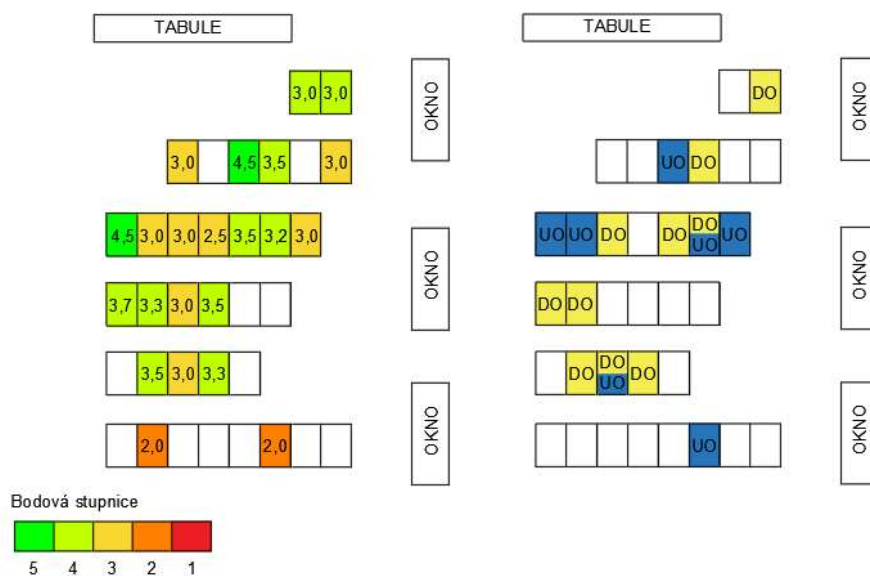 TABULE
TABULE
3,0 3,0
OKNO
DO
OKNO
3,0 4,5 3,5 3,0
UO DO
4,5 3,0 3,0 2,5 3,5 3,2 3,0
OKNO
UO UO DO DO DO UO
UO
OKNO
3,7 3,3 3,0 3,5
DO DO
3,5 3,0 3,3
OKNO
DO DO DO
UO
OKNO
2,0 2,0
UO
Bodová stupnice
5 4 3 2 1